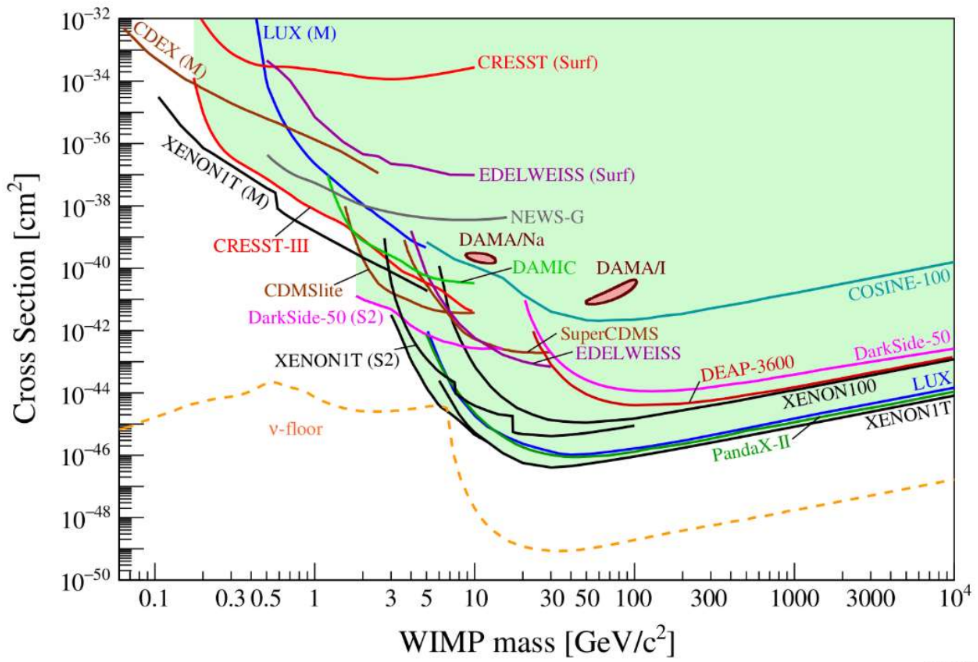 Cross Section [cm²]
10⁻³²
10⁻³⁴
10⁻³⁶
10⁻³⁸
10⁻⁴⁰
10⁻⁴²
10⁻⁴⁴
10⁻⁴⁶
10⁻⁴⁸
10⁻⁵⁰
CDEX (M)
LUX (M)
CRESST (Surf)
XENON1T (M)
EDELWEISS (Surf)
NEWS-G
CRESST-III
DAMA/Na
DAMIC
DAMA/I
CDMSlite
COSINE-100
DarkSide-50 (S2)
SuperCDMS
XENON1T (S2)
EDELWEISS
DarkSide-50
DEAP-3600
XENON100
LUX
XENON1T
PandaX-II
ν-floor
0.1 0.3 0.5 1 3 5 10 30 50 100 300 1000 3000 10⁴
WIMP mass [GeV/c²]